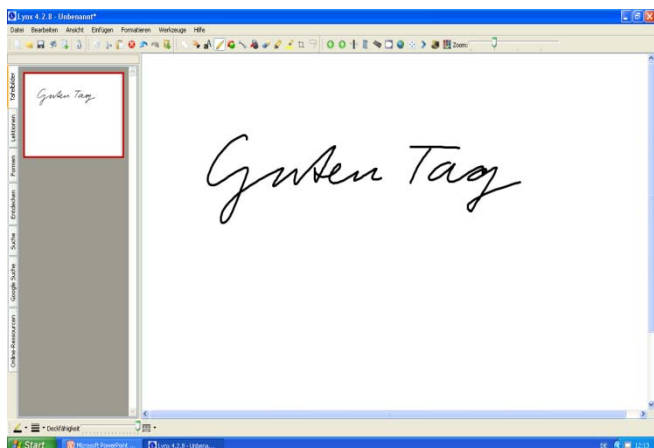 Lynx 4.2.8 - Unbenannt*
Datei Bearbeiten Ansicht Einfügen Formatieren Werkzeuge Hilfe
Zoom:
Tafelbilder
Lektionen
Formen
Entdecken
Suche
Google Suche
Online-Ressourcen
Guten Tag
Guten Tag
Deckfähigkeit
Start Microsoft PowerPoint ... Lynx 4.2.8 - Unbena... DE 12:13